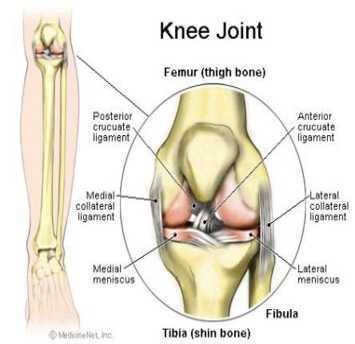 Knee Joint
Femur (thigh bone)
Posterior
crucuate
ligament
Anterior
crucuate
ligament
Medial
collateral
ligament
Lateral
collateral
ligament
Medial
meniscus
Lateral
meniscus
Fibula
Tibia (shin bone)
© MedicineNet, Inc.